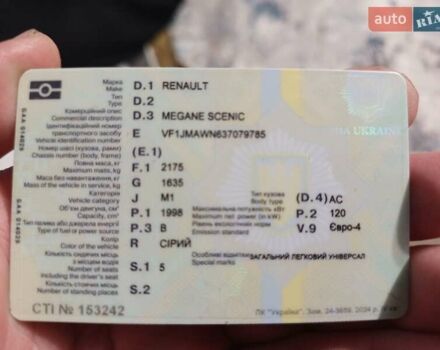 auto RIA
Марка D.1 RENAULT
Make
Тип D.2
Type
Комерційний опис D.3 MEGANE SCENIC
Commercial description
Ідентифікаційний номер
транспортного засобу E VF1JMAWN637079785
Vehicle identification number
Номер шасі (кузова, рами) (E.1)
Chassis number (body, frame)
Повна маса, кг F.1 2175
Maximum mass, kg
Маса без навантаження, кг G 1635
Mass of the vehicle in service, kg
Категорія J M1 Тип кузова (D.4) AC
Vehicle category Body type
Об'єм двигуна, см³ P.1 1998 Максимальна потужність кВт P.2 120
Capacity, cm³ Maximum net power (in kW)
Тип палива або джерела енергії P.3 B Рівень екологічних норм V.9 Євро-4
Type of fuel or power source Emission standard
Колір R СІРИЙ
Color of the vehicle
Кількість сидячих місць Особливі відмітки ЗАГАЛЬНИЙ ЛЕГКОВИЙ УНІВЕРСАЛ
з місцем водія S.1 5 Special marks
Number of seats
including the driver's seat
Кількість стоячих місць S.2
Number of standing places
СТІ № 153242
UKRAINE